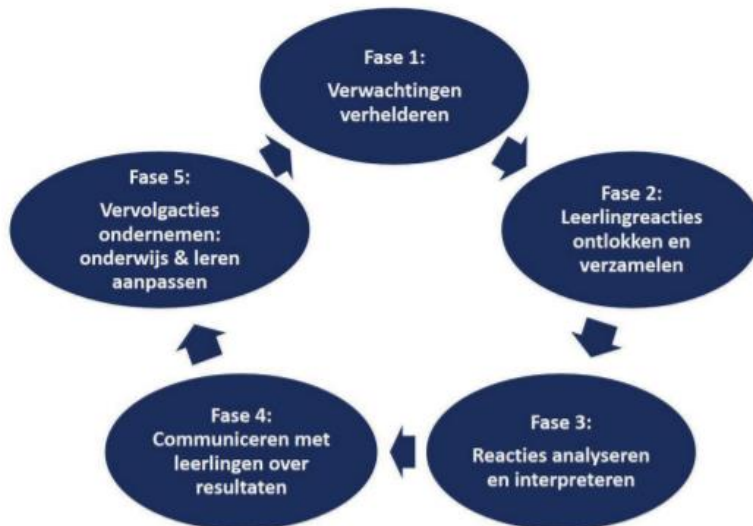 Fase 1:
Verwachtingen
verhelderen
Fase 2:
Leerlingreacties
ontlokken en
verzamelen
Fase 3:
Reacties analyseren
en interpreteren
Fase 4:
Communiceren met
leerlingen over
resultaten
Fase 5:
Vervolgacties
ondernemen:
onderwijs & leren
aanpassen